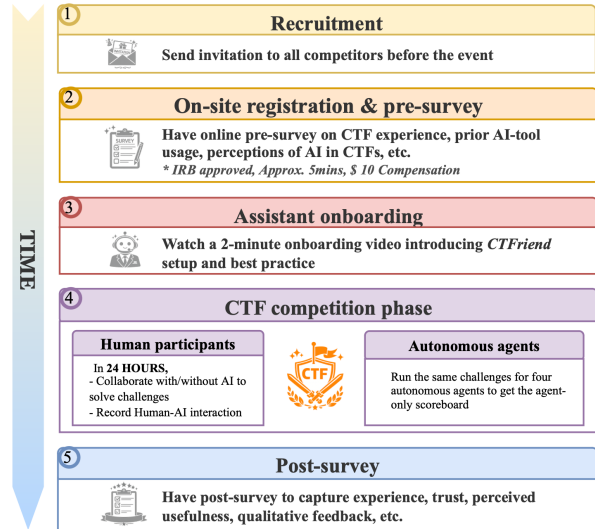 TIME
1
Recruitment
Send invitation to all competitors before the event
2
On-site registration & pre-survey
SURVEY
Have online pre-survey on CTF experience, prior AI-tool
usage, perceptions of AI in CTFs, etc.
* IRB approved, Approx. 5mins, $ 10 Compensation
3
Assistant onboarding
Watch a 2-minute onboarding video introducing CTFriend
setup and best practice
4
CTF competition phase
Human participants
In 24 HOURS,
- Collaborate with/without AI to
solve challenges
- Record Human-AI interaction
CTF
Autonomous agents
Run the same challenges for four
autonomous agents to get the agent-
only scoreboard
5
Post-survey
Have post-survey to capture experience, trust, perceived
usefulness, qualitative feedback, etc.